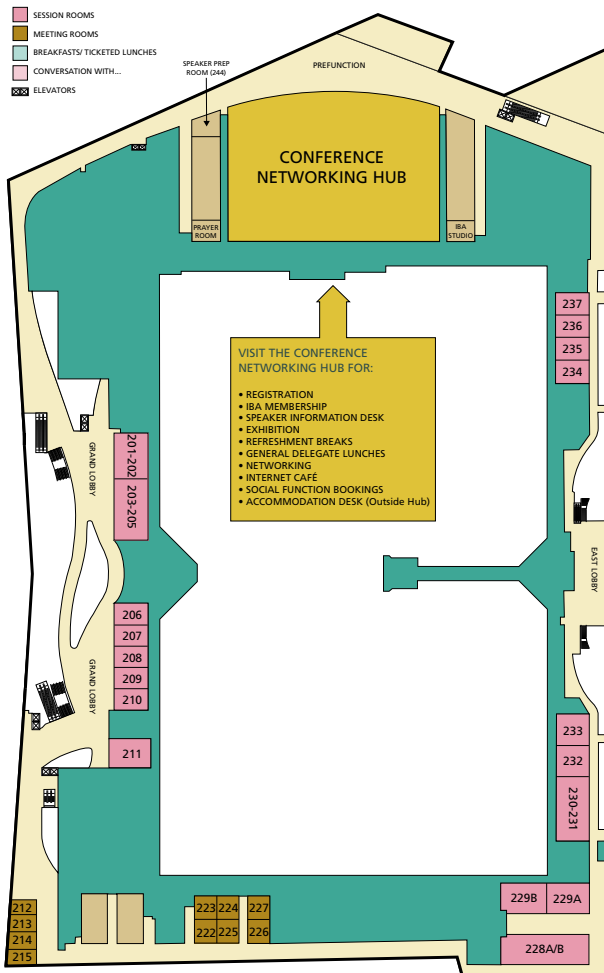 SESSION ROOMS
MEETING ROOMS
BREAKFASTS/ TICKETED LUNCHES
CONVERSATION WITH...
ELEVATORS
SPEAKER PREP
ROOM (244)
PREFUNCTION
CONFERENCE
NETWORKING HUB
PRAYER
ROOM
IBA
STUDIO
VISIT THE CONFERENCE
NETWORKING HUB FOR:
• REGISTRATION
• IBA MEMBERSHIP
• SPEAKER INFORMATION DESK
• EXHIBITION
• REFRESHMENT BREAKS
• GENERAL DELEGATE LUNCHES
• NETWORKING
• INTERNET CAFÉ
• SOCIAL FUNCTION BOOKINGS
• ACCOMMODATION DESK (Outside Hub)
237
236
235
234
GRAND LOBBY
201-202
203-205
EAST LOBBY
206
207
208
209
210
GRAND LOBBY
211
233
232
230-231
229B
229A
228A/B
212
213
214
215
223
224
222
225
227
226